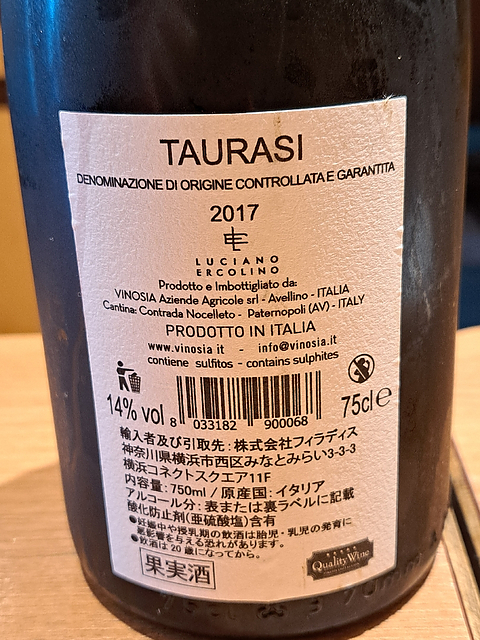 TAURASI
DENOMINAZIONE DI ORIGINE CONTROLLATA E GARANTITA
2017
LUCIANO
ERCOLINO
Prodotto e Imbottigliato da:
VINOSIA Aziende Agricole srl - Avellino - ITALIA
Cantina: Contrada Nocelleto - Paternopoli (AV) - ITALY
PRODOTTO IN ITALIA
www.vinosia.it - info@vinosia.it
contiene sulfitos - contains sulphites
14% vol 8 033182 900068 75cl e
輸入者及び引取先:株式会社フィラディス
神奈川県横浜市西区みなとみらい3-3-3
横浜コネクトスクエア11F
内容量:750ml / 原産国:イタリア
アルコール分:表または裏ラベルに記載
酸化防止剤(亜硫酸塩)含有
●妊娠中や授乳期の飲酒は胎児・乳児の発育に
悪影響を与える恐れがあります。
●飲酒は20歳になってから。
果実酒
Quality Wine